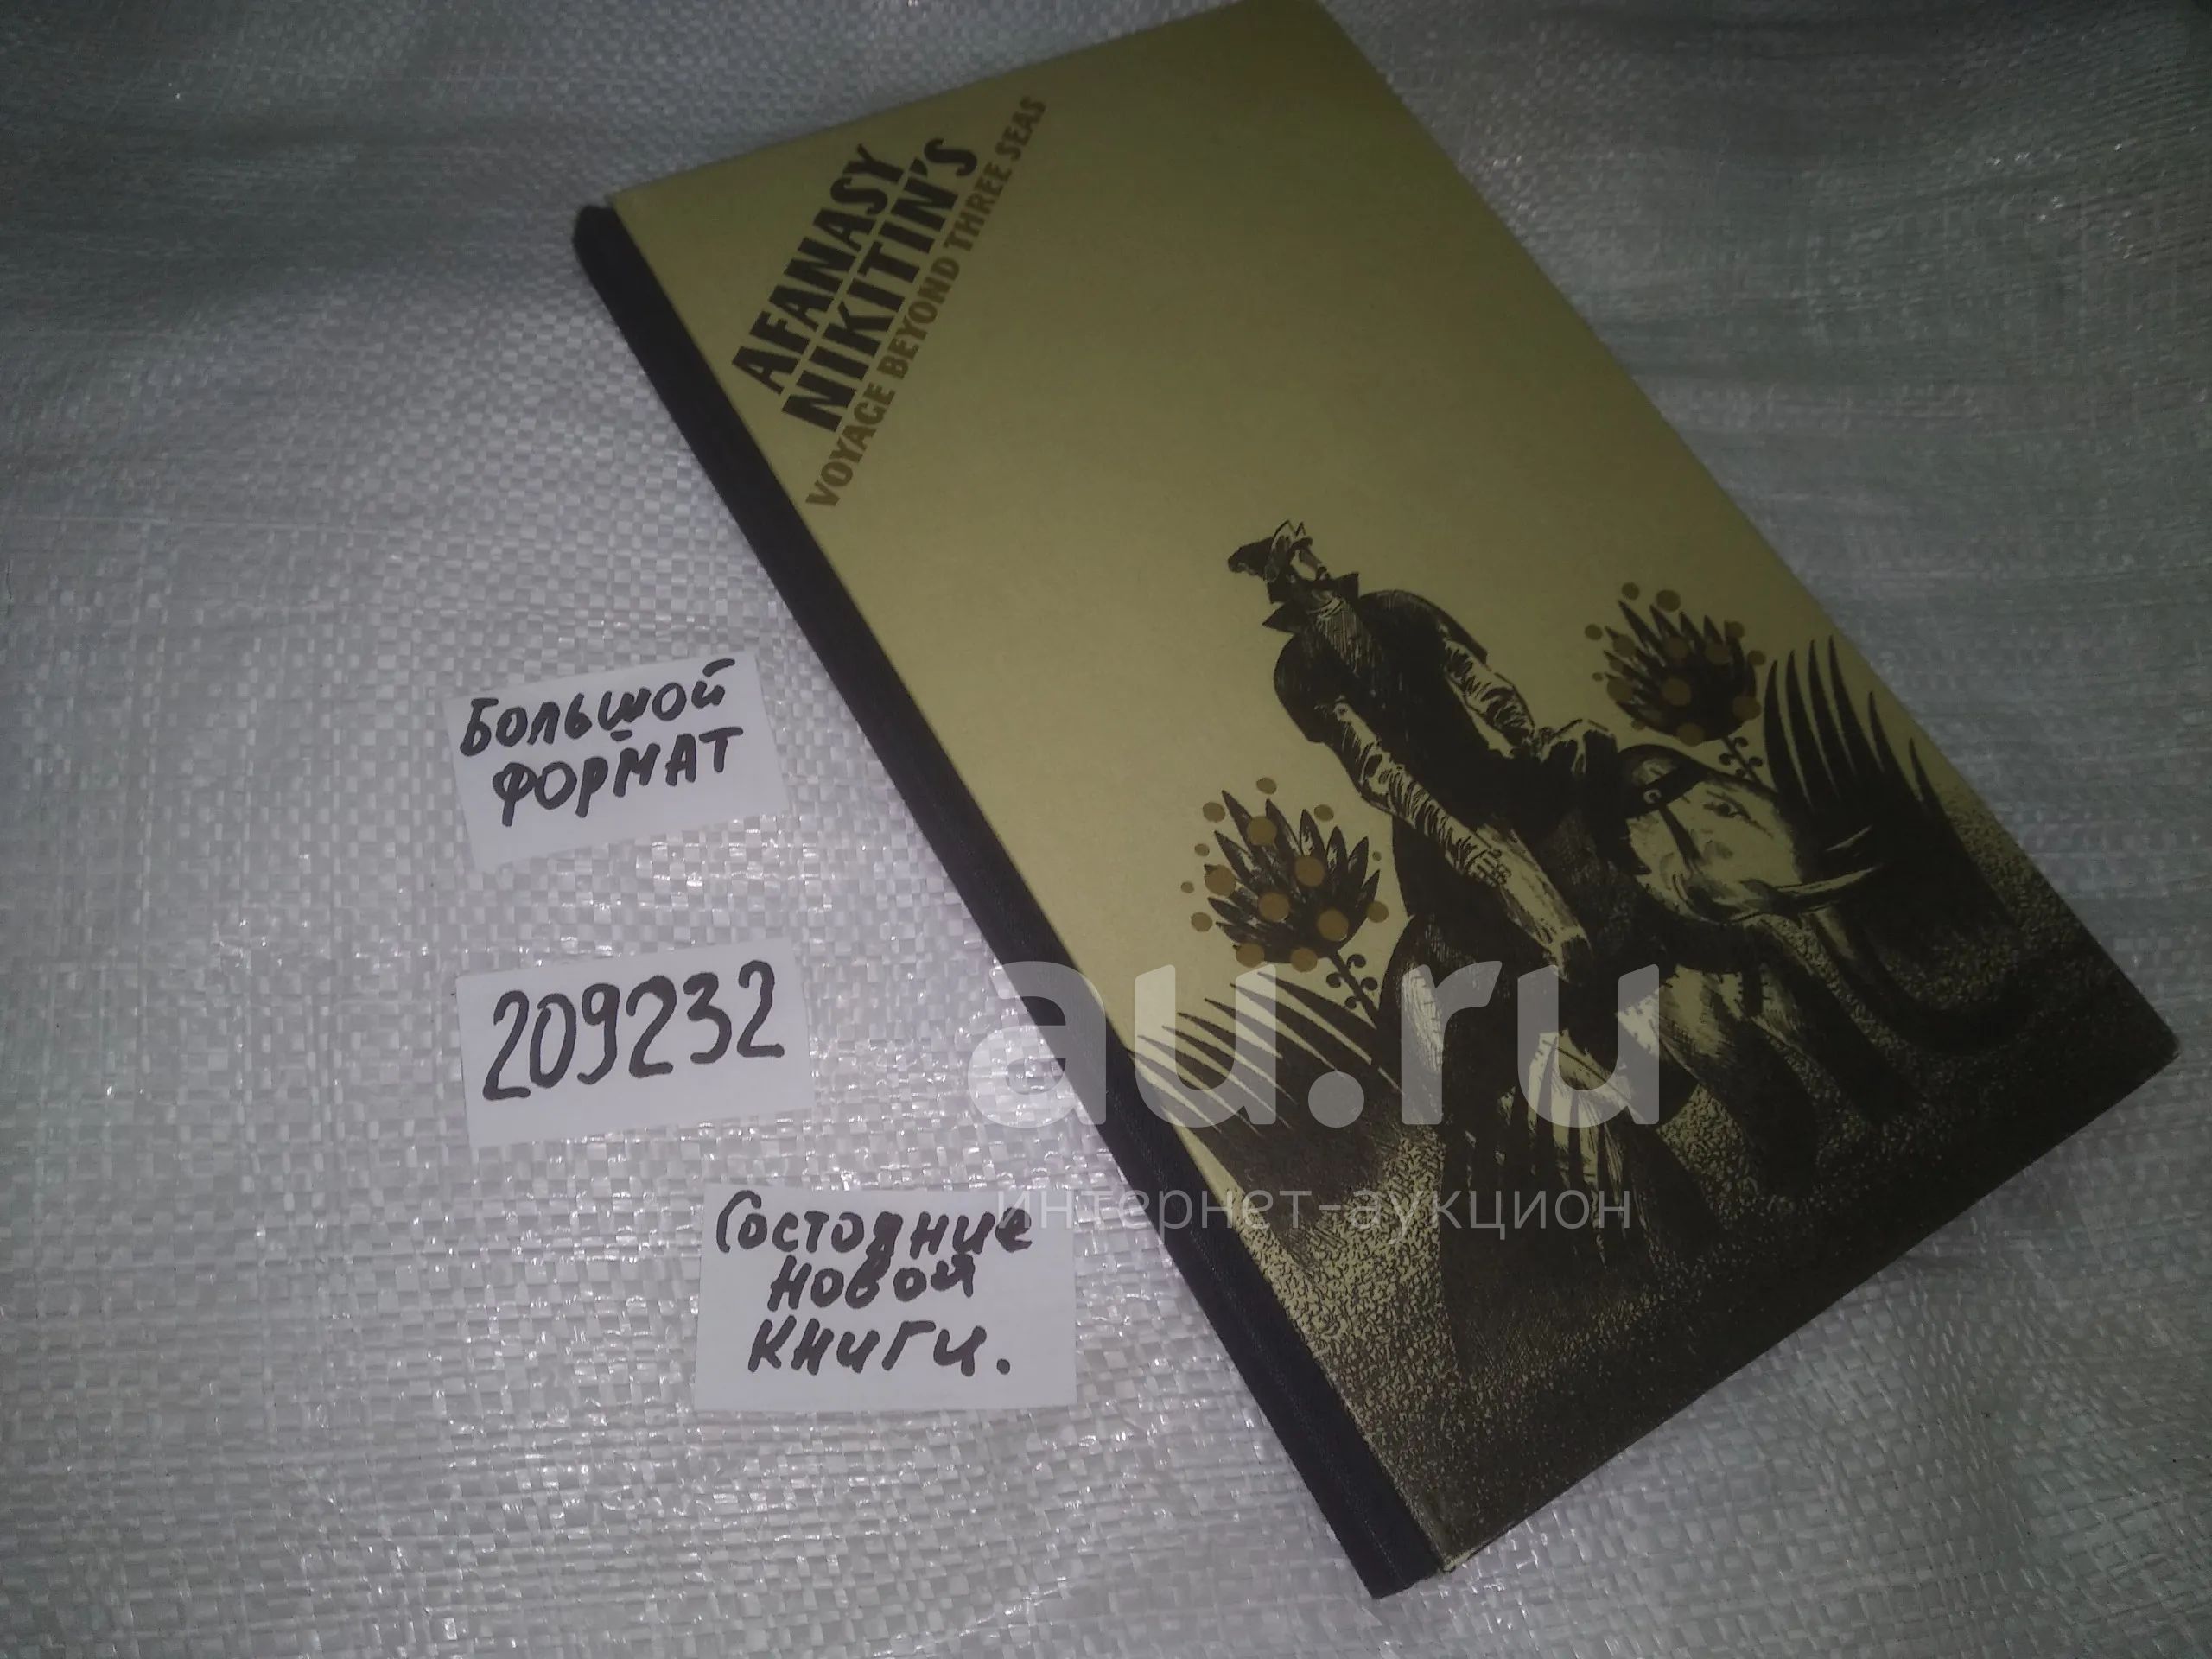 AFANASY
NIKITIN'S
VOYAGE BEYOND THREE SEAS
Большой
формат
209232
Состояние
новой
книги.
au.ru
интернет-аукцион